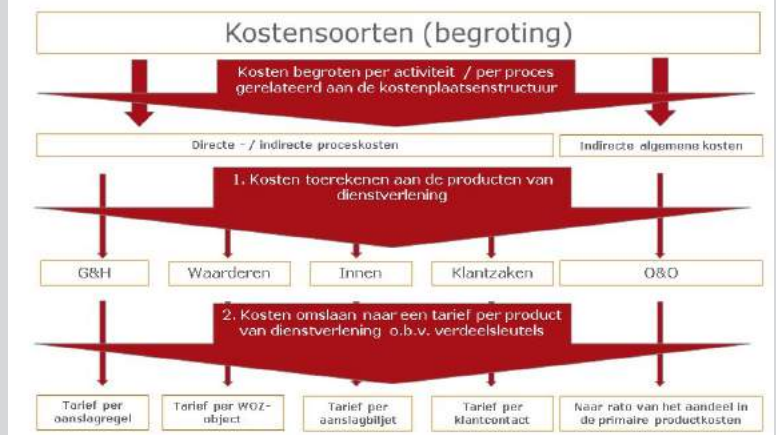 Kostensoorten (begroting)
Kosten begroten per activiteit / per proces
gerelateerd aan de kostenplaatsenstructuur
Directe - / indirecte proceskosten
Indirecte algemene kosten
1. Kosten toerekenen aan de producten van
dienstverlening
G&H
Waarderen
Innen
Klantzaken
O&O
2. Kosten omslaan naar een tarief per product
van dienstverlening o.b.v. verdeelsleutels
Tarief per
aanslagregel
Tarief per WOZ-
object
Tarief per
aanslagbiljet
Tarief per
klantcontact
Naar rato van het aandeel in
de primaire productkosten